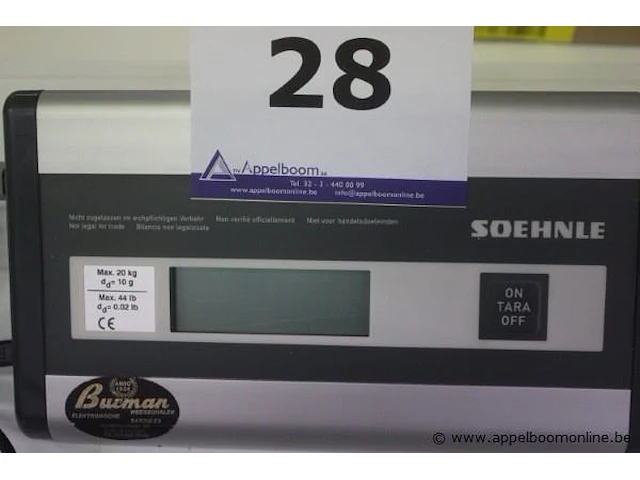 28
Appelboom
Tel. 32 - 3 - 440 00 99
www.appelboomonline.be info@appelboomonline.be
Nicht zugelassen im eichpflichtigen Verkehr Non vérifié officiellement Niet voor handelsdoeleinden
Not legal for trade Bilancia non legalizzata
SOEHNLE
Max. 20 kg
dd= 10 g
Max. 44 lb
dd= 0.02 lb
CE
ON
TARA
OFF
ANNO
Burman
ELEKTRONISCHE WEEGSCHALEN
© www.appelboomonline.be